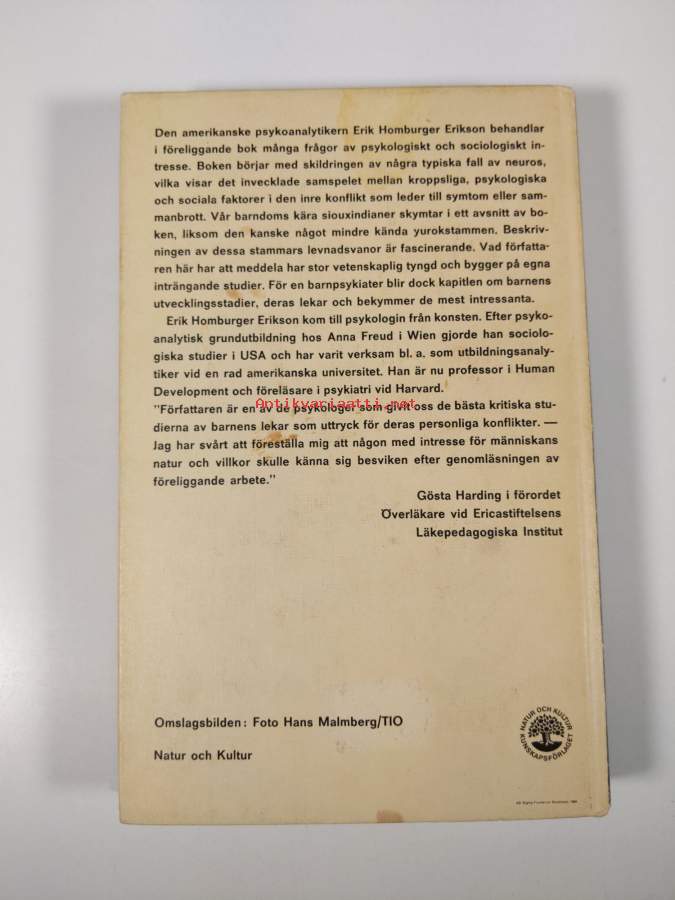 Den amerikanske psykoanalytikern Erik Homburger Erikson behandlar
i föreliggande bok många frågor av psykologiskt och sociologiskt in-
tresse. Boken börjar med skildringen av några typiska fall av neuros,
vilka visar det invecklade samspelet mellan kroppsliga, psykologiska
och sociala faktorer i den inre konflikt som leder till symtom eller sam-
manbrott. Vår barndoms kära siouxindianer skymtar i ett avsnitt av bo-
ken, liksom den kanske något mindre kända yurokstammen. Beskriv-
ningen av dessa stammars levnadsvanor är fascinerande. Vad författa-
ren här har att meddela har stor vetenskaplig tyngd och bygger på egna
inträngande studier. För en barnpsykiater blir dock kapitlen om barnens
utvecklingsstadier, deras lekar och bekymmer de mest intressanta.
Erik Homburger Erikson kom till psykologin från konsten. Efter psyko-
analytisk grundutbildning hos Anna Freud i Wien gjorde han sociolo-
giska studier i USA och har varit verksam bl. a. som utbildningsanaly-
tiker vid en rad amerikanska universitet. Han är nu professor i Human
Development och föreläsare i psykiatri vid Harvard.
Antikvariaatti.net
"Författaren är en av de psykologer som givit oss de bästa kritiska stu-
dierna av barnens lekar som uttryck för deras personliga konflikter. —
Jag har svårt att föreställa mig att någon med intresse för människans
natur och villkor skulle känna sig besviken efter genomläsningen av
föreliggande arbete."
Gösta Harding i förordet
Överläkare vid Ericastiftelsens
Läkepedagogiska Institut
Omslagsbilden: Foto Hans Malmberg/TIO
Natur och Kultur
NATUR OCH KULTUR
KUNSKAPSFÖRLAGET